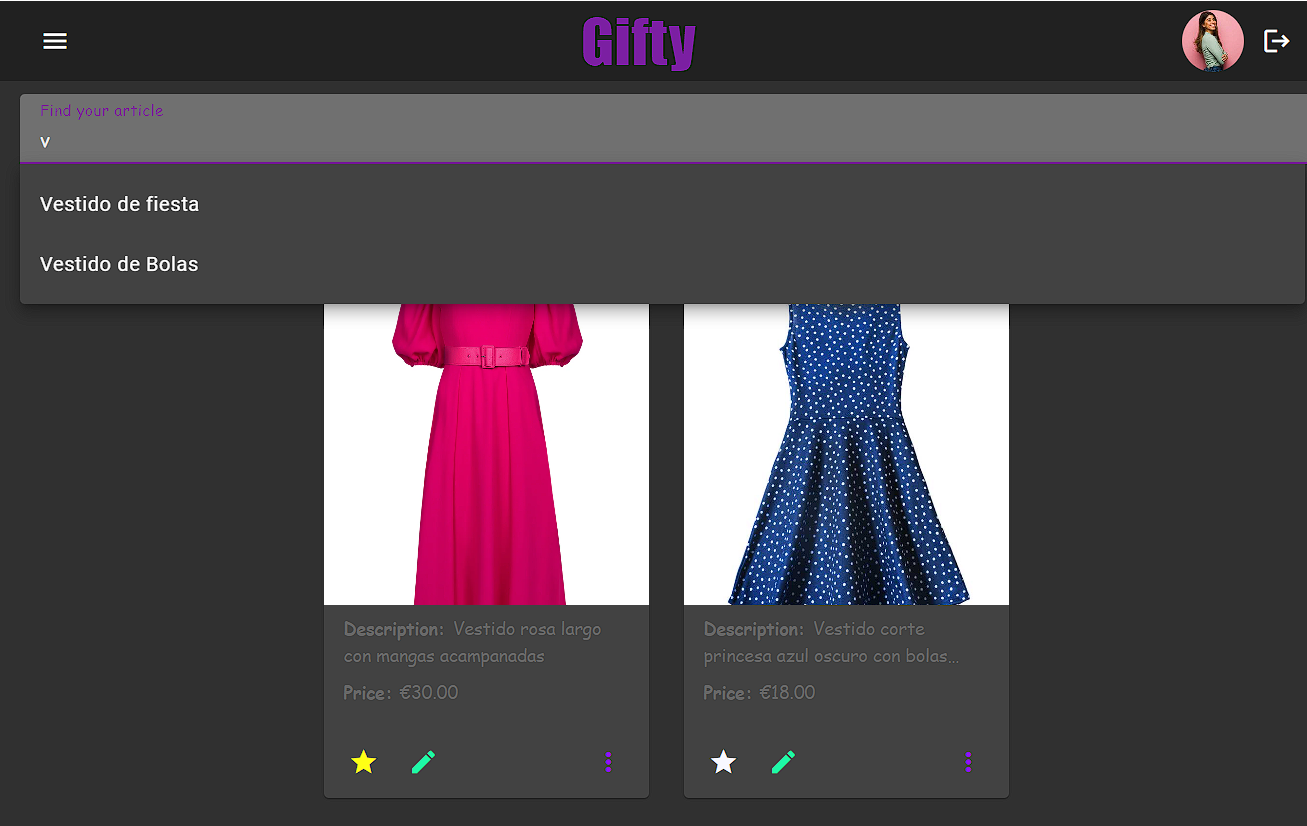 Gifty
Find your article
v
Vestido de fiesta
Vestido de Bolas
Description: Vestido rosa largo
con mangas acampanadas
Price: €30.00
Description: Vestido corte
princesa azul oscuro con bolas...
Price: €18.00